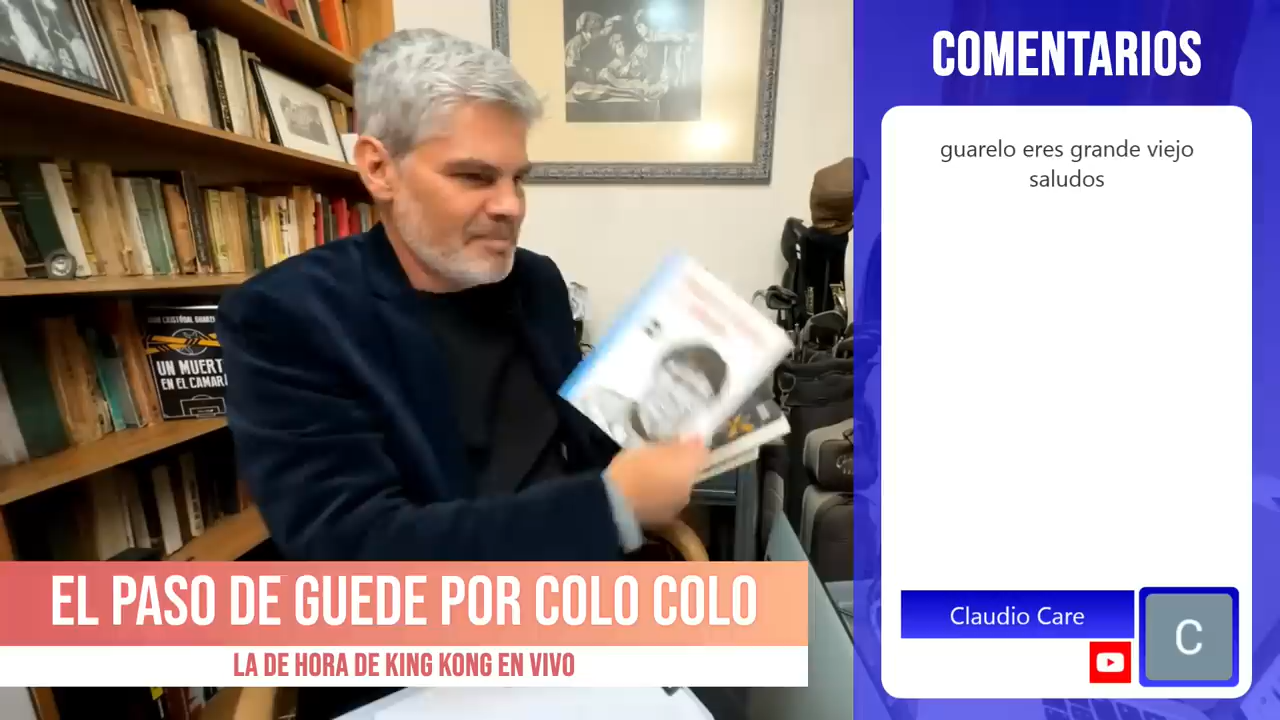 COMENTARIOS
guarelo eres grande viejo
saludos
UN MUERT
EN EL CAMAR
EL PASO DE GUEDE POR COLO COLO
LA DE HORA DE KING KONG EN VIVO
Claudio Care
C